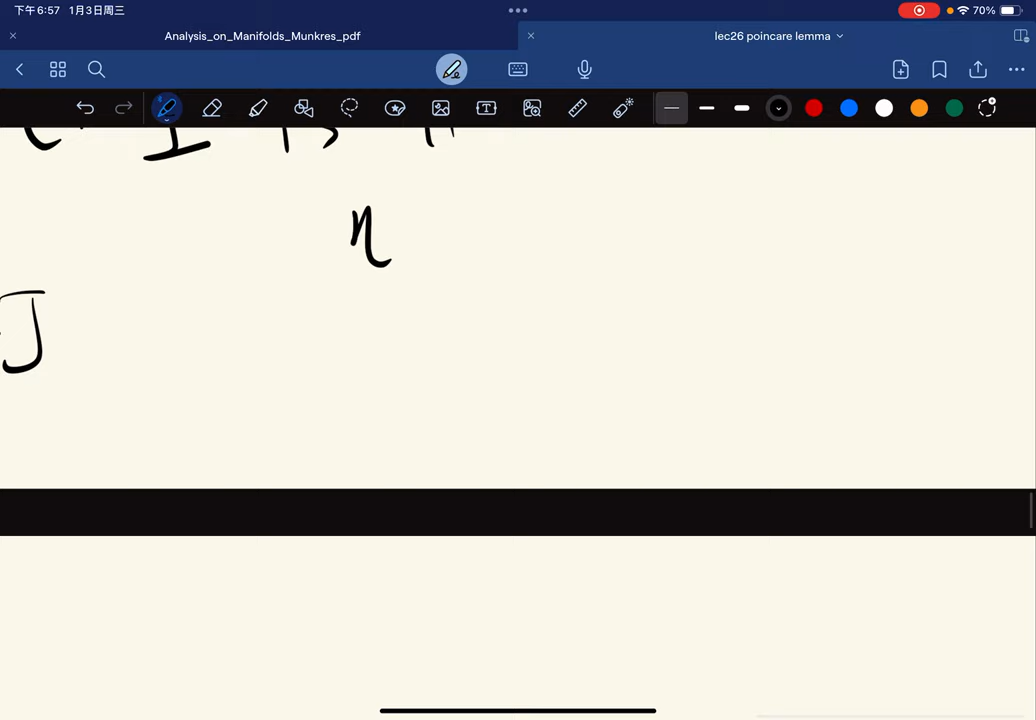 下午6:57 1月3日周三
70%
Analysis_on_Manifolds_Munkres_pdf
lec26 poincare lemma
η
J